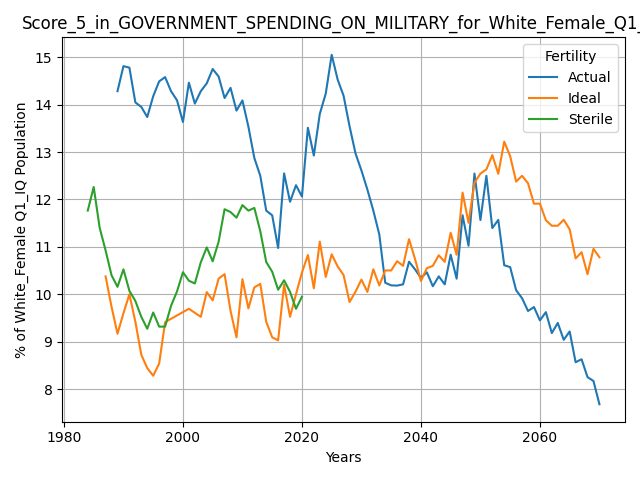 Score_5_in_GOVERNMENT_SPENDING_ON_MILITARY_for_White_Female_Q1_
Fertility
Actual
Ideal
Sterile
% of White_Female Q1_IQ Population
15
14
13
12
11
10
9
8
1980
2000
2020
2040
2060
Years